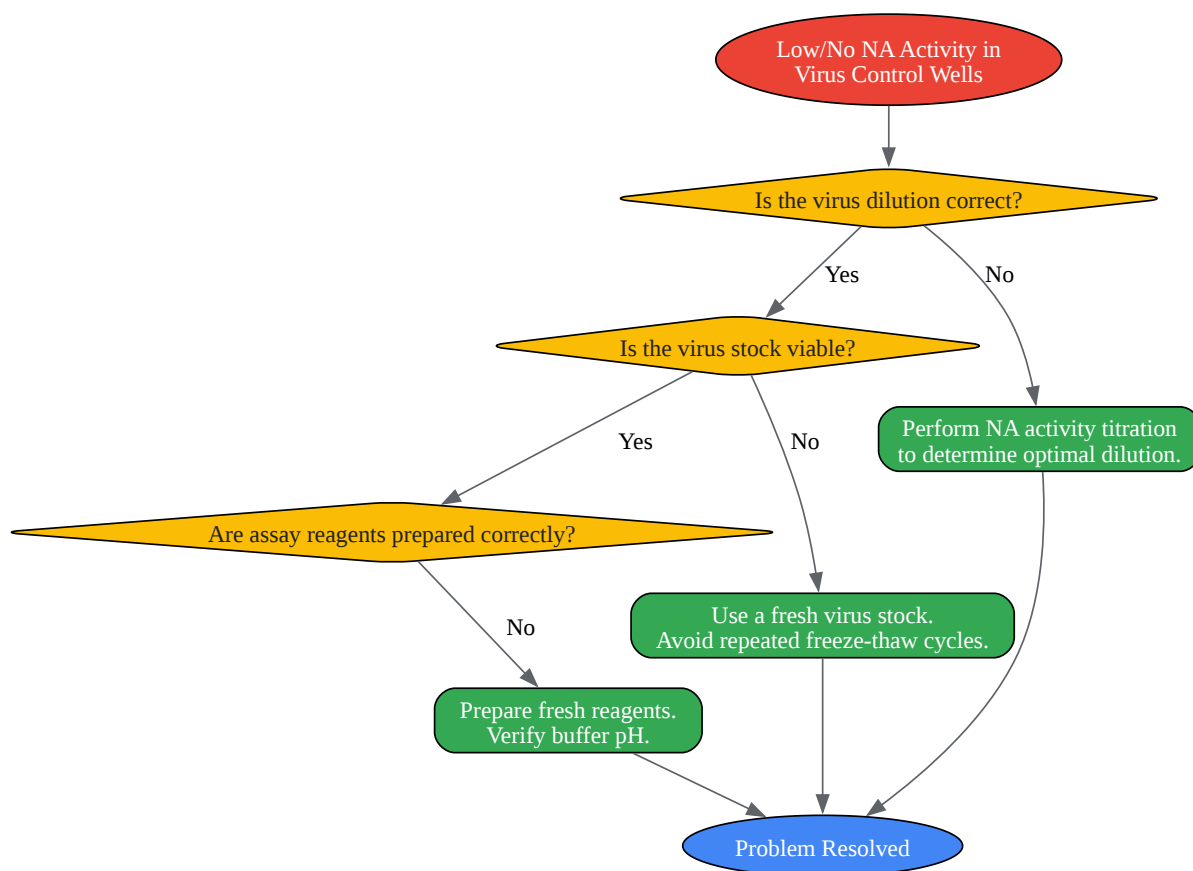 Low/No NA Activity in
Virus Control Wells
Is the virus dilution correct?
Yes
No
Is the virus stock viable?
Perform NA activity titration
to determine optimal dilution.
Yes
No
Are assay reagents prepared correctly?
Use a fresh virus stock.
Avoid repeated freeze-thaw cycles.
No
Prepare fresh reagents.
Verify buffer pH.
Problem Resolved